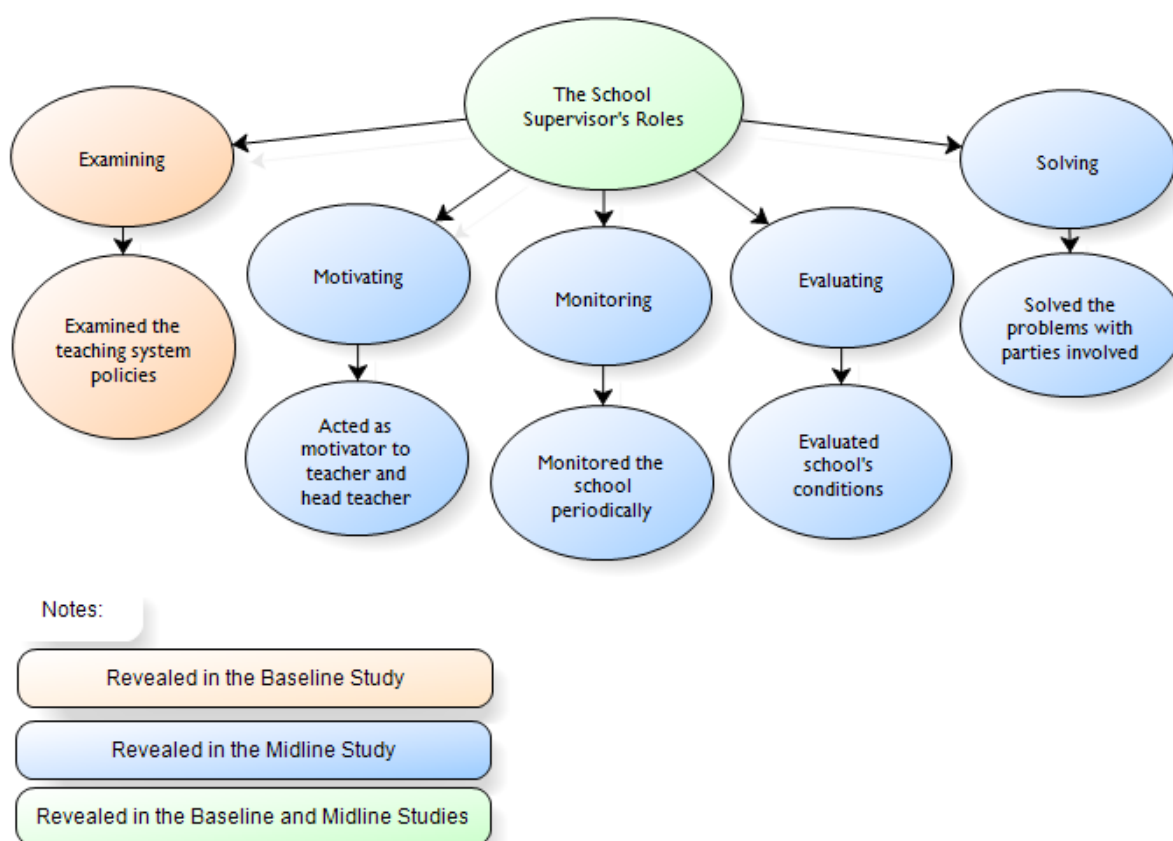 The School
Supervisor's Roles
Examining
Solving
Motivating
Monitoring
Evaluating
Examined the
teaching system
policies
Solved the
problems with
parties involved
Acted as
motivator to
teacher and
head teacher
Monitored the
school
periodically
Evaluated
school's
conditions
Notes:
Revealed in the Baseline Study
Revealed in the Midline Study
Revealed in the Baseline and Midline Studies